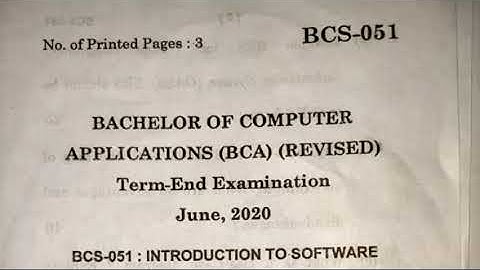 No. of Printed Pages : 3
BCS-051
BACHELOR OF COMPUTER
APPLICATIONS (BCA) (REVISED)
Term-End Examination
June, 2020
BCS-051 : INTRODUCTION TO SOFTWARE